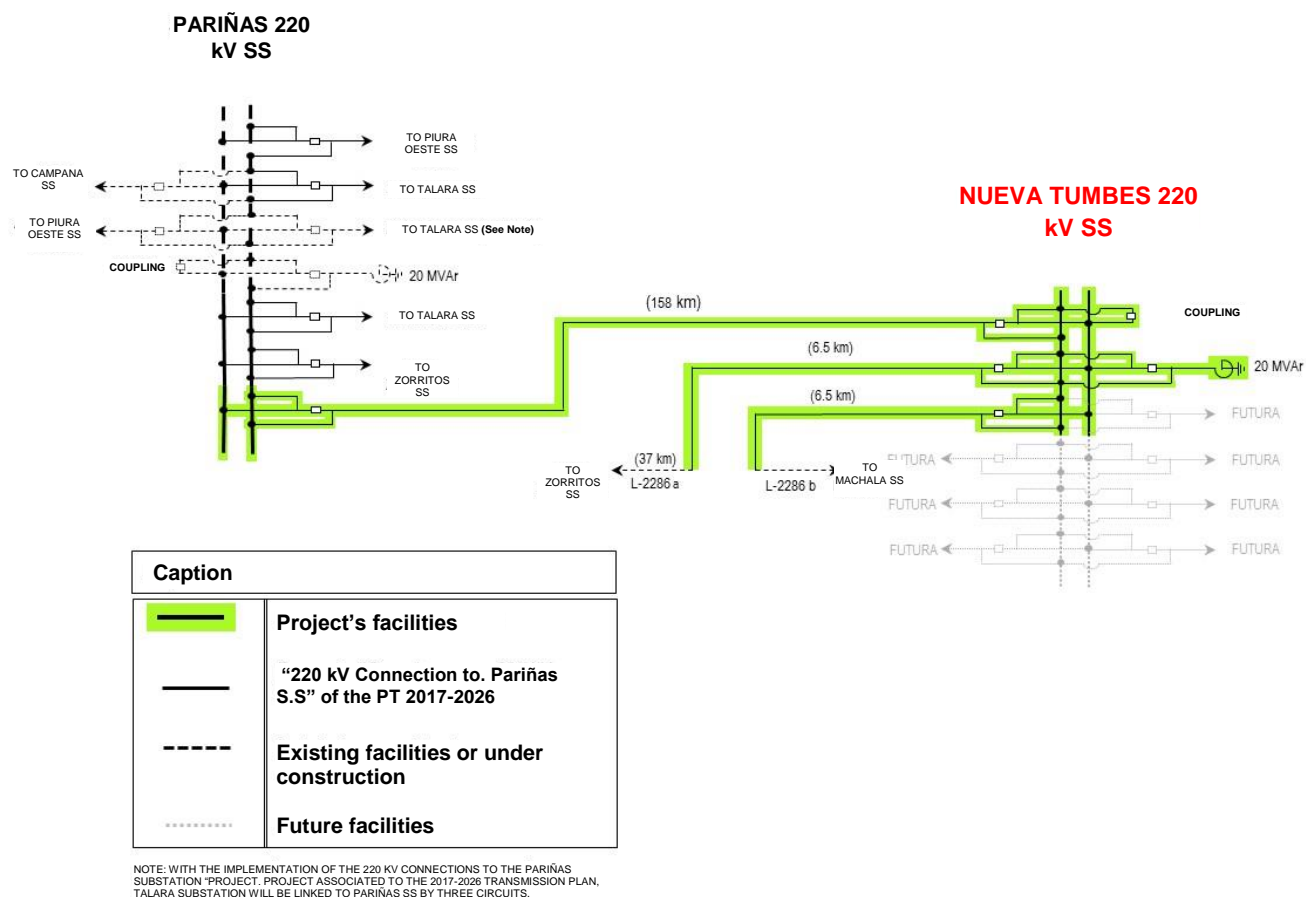 PARIÑAS 220
kV SS
TO PIURA
OESTE SS
TO CAMPANA
SS
TO TALARA SS
TO PIURA
OESTE SS
TO TALARA SS (See Note)
COUPLING
20 MVAr
TO TALARA SS
TO
ZORRITOS
SS
NUEVA TUMBES 220
kV SS
(158 km)
COUPLING
(6.5 km)
20 MVAr
(6.5 km)
FUTURA
(37 km)
TO
ZORRITOS
SS
L-2286 a
L-2286 b
TO
MACHALA SS
FUTURA
FUTURA
FUTURA
FUTURA
FUTURA
FUTURA
Caption
Project's facilities
“220 kV Connection to. Pariñas
S.S” of the PT 2017-2026
Existing facilities or under
construction
Future facilities
NOTE: WITH THE IMPLEMENTATION OF THE 220 KV CONNECTIONS TO THE PARIÑAS
SUBSTATION “PROJECT. PROJECT ASSOCIATED TO THE 2017-2026 TRANSMISSION PLAN,
TALARA SUBSTATION WILL BE LINKED TO PARIÑAS SS BY THREE CIRCUITS.